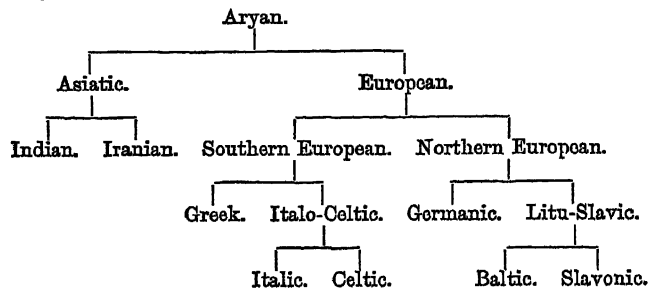 Aryan.
Asiatic. European.
Indian. Iranian. Southern European. Northern European.
Greek. Italo-Celtic. Germanic. Litu-Slavic.
Italic. Celtic. Baltic. Slavonic.